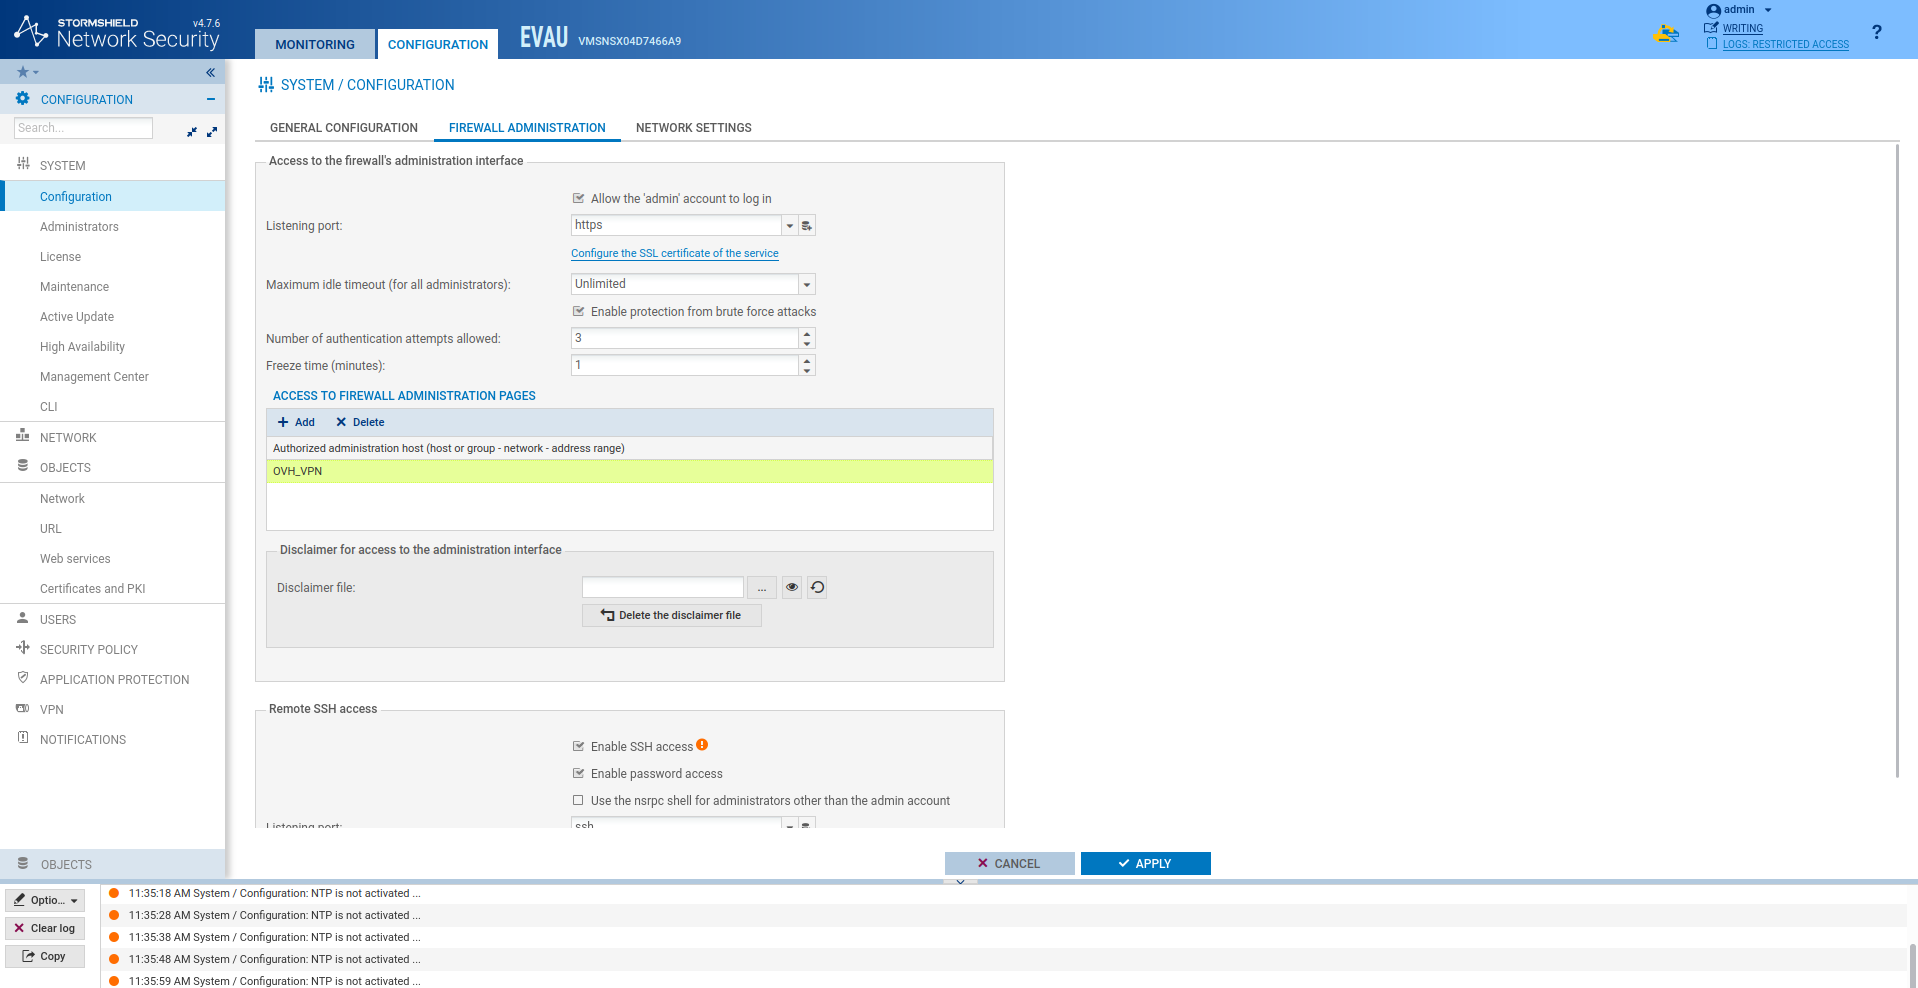 STORMSHIELD
v4.7.6
Network Security
MONITORING
CONFIGURATION
EVAU
VMSNSX04D7466A9
admin
WRITING
LOGS: RESTRICTED ACCESS
?
CONFIGURATION
Search...
SYSTEM
Configuration
Administrators
License
Maintenance
Active Update
High Availability
Management Center
CLI
NETWORK
OBJECTS
Network
URL
Web services
Certificates and PKI
USERS
SECURITY POLICY
APPLICATION PROTECTION
VPN
NOTIFICATIONS
OBJECTS
SYSTEM / CONFIGURATION
GENERAL CONFIGURATION
FIREWALL ADMINISTRATION
NETWORK SETTINGS
Access to the firewall's administration interface
Allow the 'admin' account to log in
Listening port:
https
Configure the SSL certificate of the service
Maximum idle timeout (for all administrators):
Unlimited
Enable protection from brute force attacks
Number of authentication attempts allowed:
3
Freeze time (minutes):
1
ACCESS TO FIREWALL ADMINISTRATION PAGES
Add
Delete
Authorized administration host (host or group - network - address range)
OVH_VPN
Disclaimer for access to the administration interface
Disclaimer file:
...
Delete the disclaimer file
Remote SSH access
Enable SSH access
Enable password access
Use the nsrpc shell for administrators other than the admin account
Listening port:
ssh
CANCEL
APPLY
Optio...
Clear log
Copy
11:35:18 AM System / Configuration: NTP is not activated ...
11:35:28 AM System / Configuration: NTP is not activated ...
11:35:38 AM System / Configuration: NTP is not activated ...
11:35:48 AM System / Configuration: NTP is not activated ...
11:35:59 AM System / Configuration: NTP is not activated ...